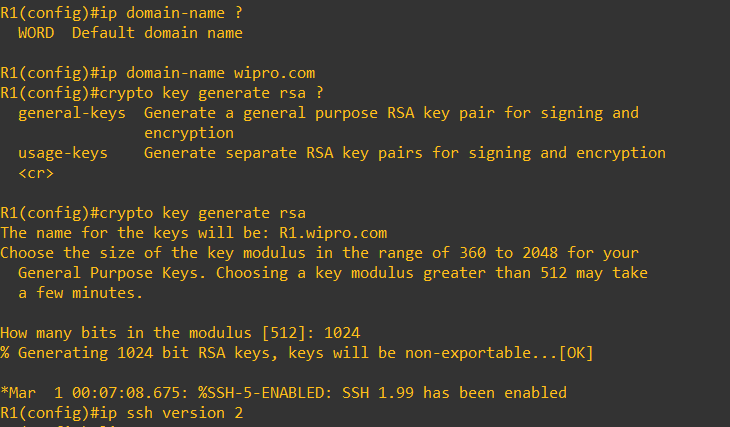 R1(config)#ip domain-name ?
  WORD  Default domain name
R1(config)#ip domain-name wipro.com
R1(config)#crypto key generate rsa ?
  general-keys  Generate a general purpose RSA key pair for signing and
                encryption
  usage-keys    Generate separate RSA key pairs for signing and encryption
  <cr>
R1(config)#crypto key generate rsa
The name for the keys will be: R1.wipro.com
Choose the size of the key modulus in the range of 360 to 2048 for your
  General Purpose Keys. Choosing a key modulus greater than 512 may take
  a few minutes.
How many bits in the modulus [512]: 1024
% Generating 1024 bit RSA keys, keys will be non-exportable...[OK]
*Mar  1 00:07:08.675: %SSH-5-ENABLED: SSH 1.99 has been enabled
R1(config)#ip ssh version 2